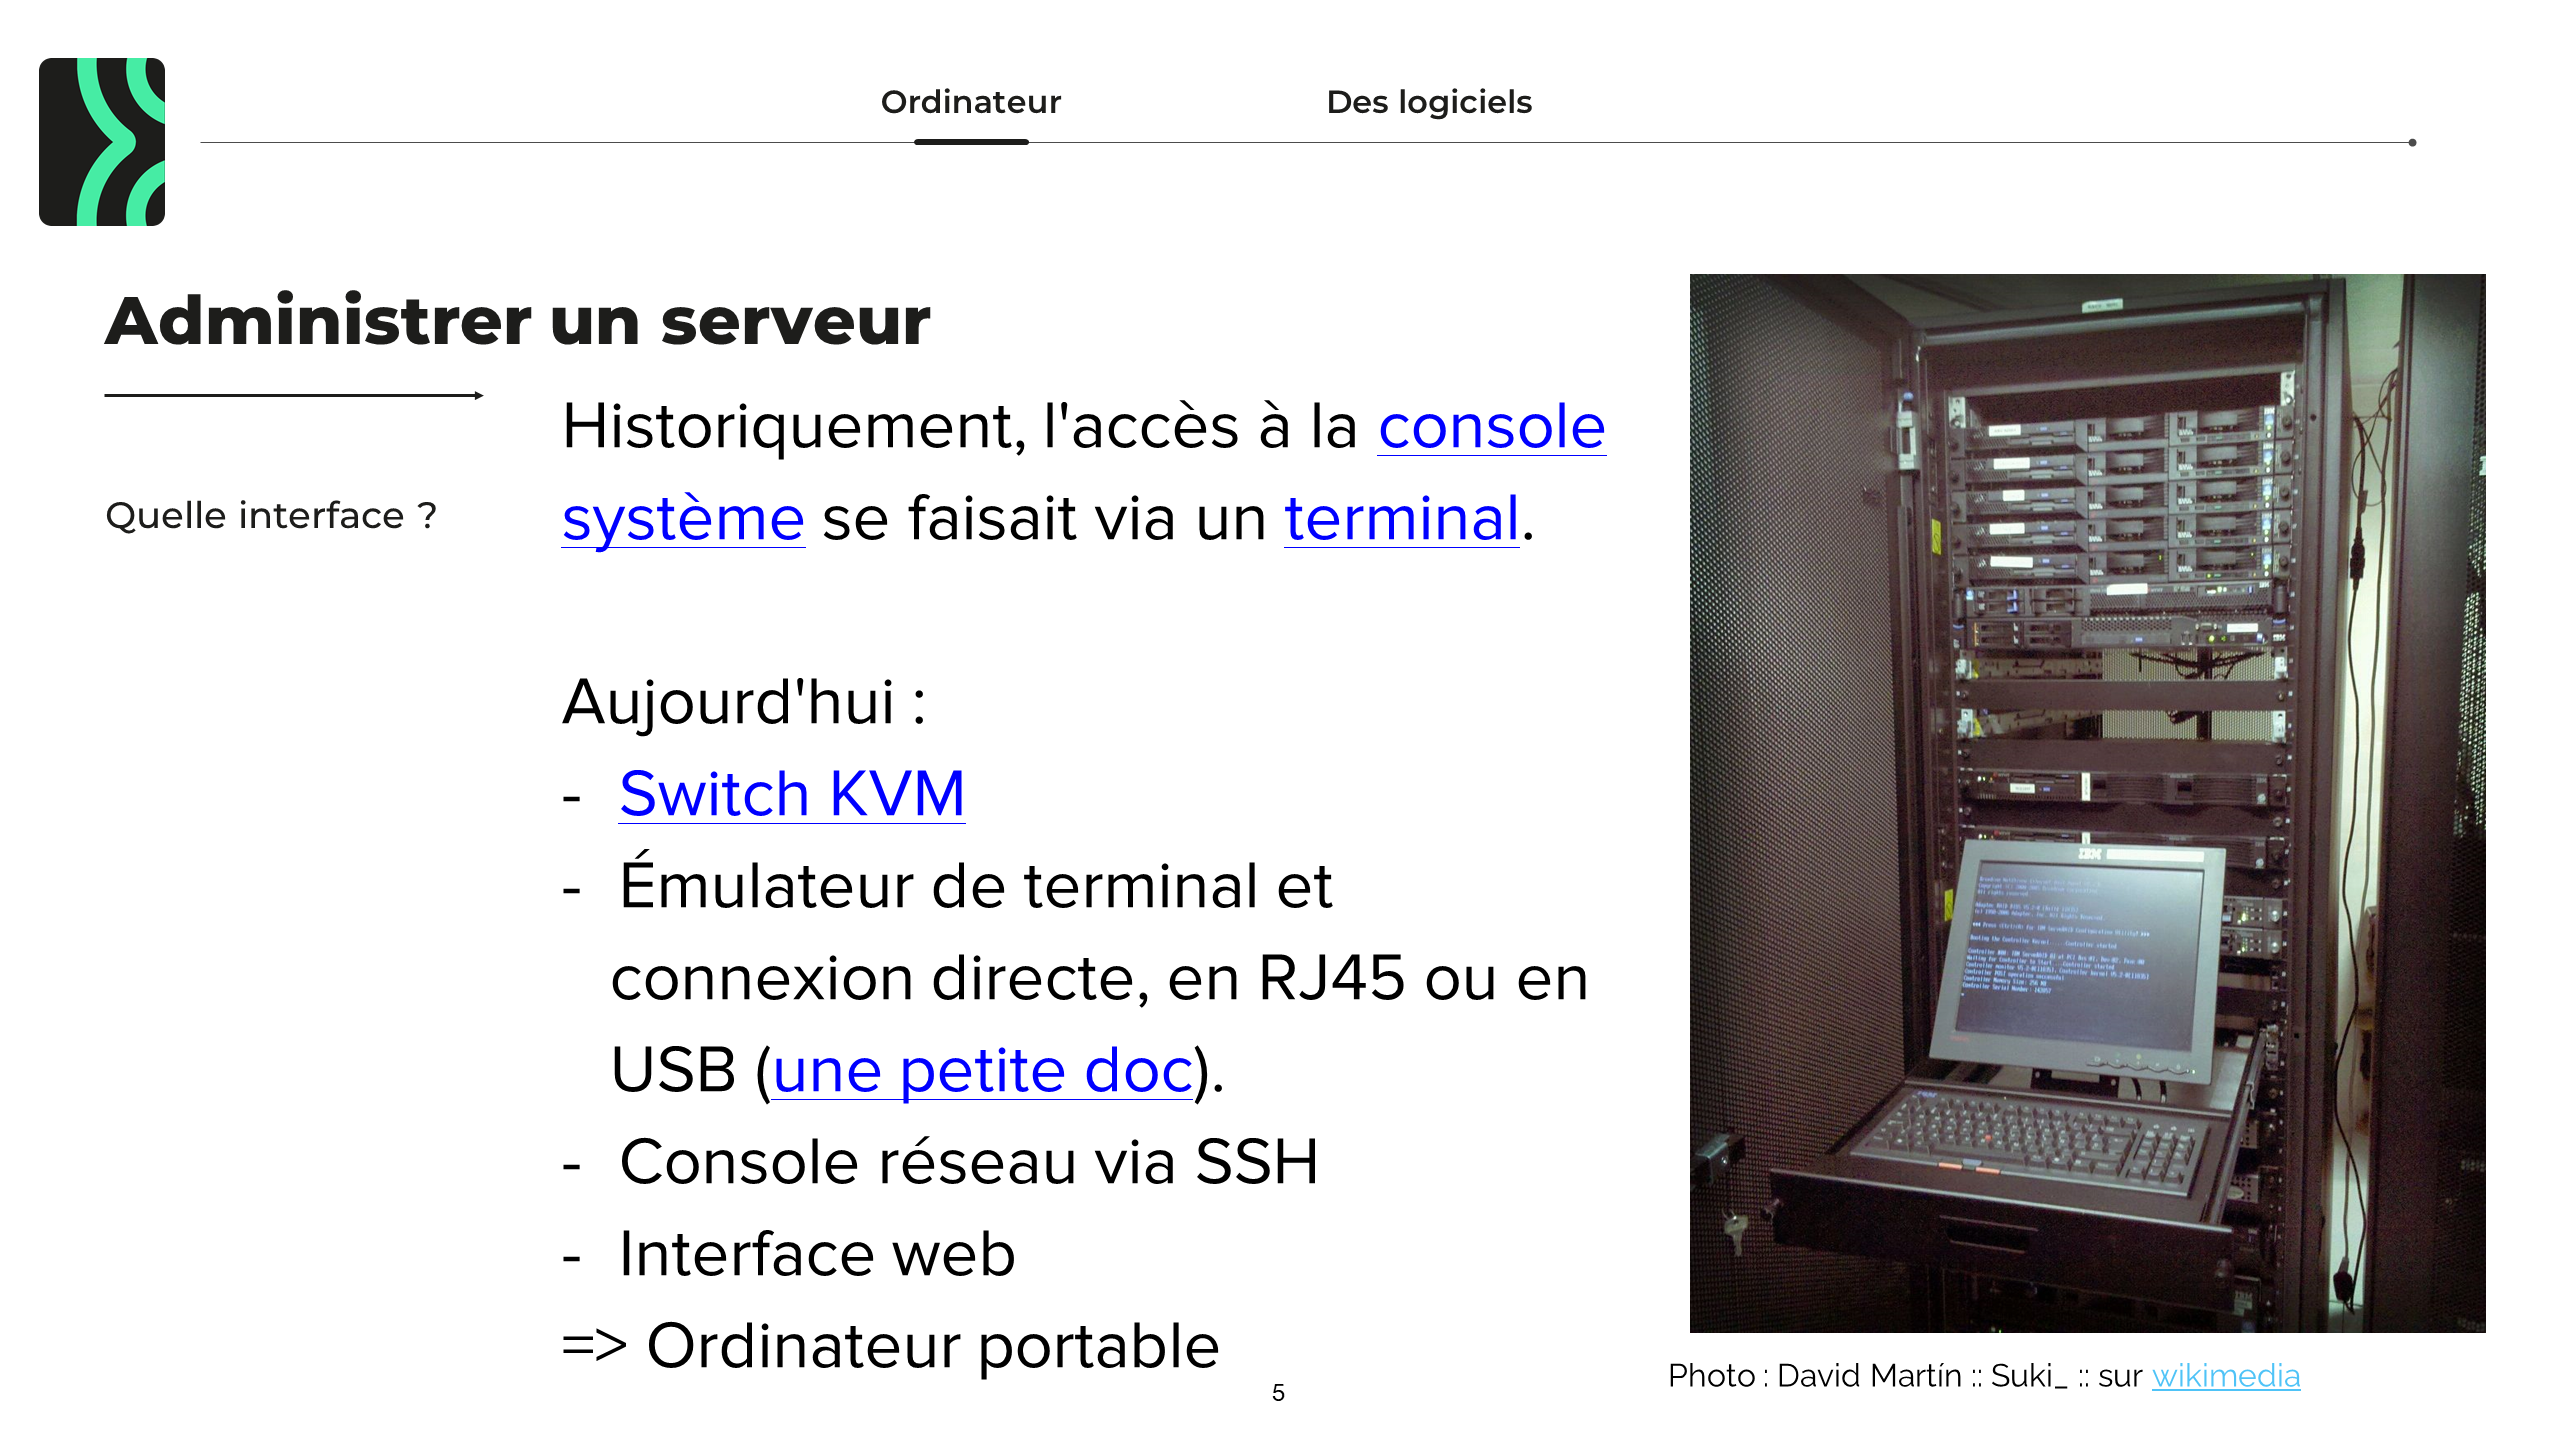 Ordinateur
Des logiciels
Administrer un serveur
Quelle interface ?
Historiquement, l'accès à la console
système se faisait via un terminal.
Aujourd'hui :
- Switch KVM
- Émulateur de terminal et
connexion directe, en RJ45 ou en
USB (une petite doc).
- Console réseau via SSH
- Interface web
=> Ordinateur portable
IBM
Photo : David Martín :: Suki_ :: sur wikimedia
5